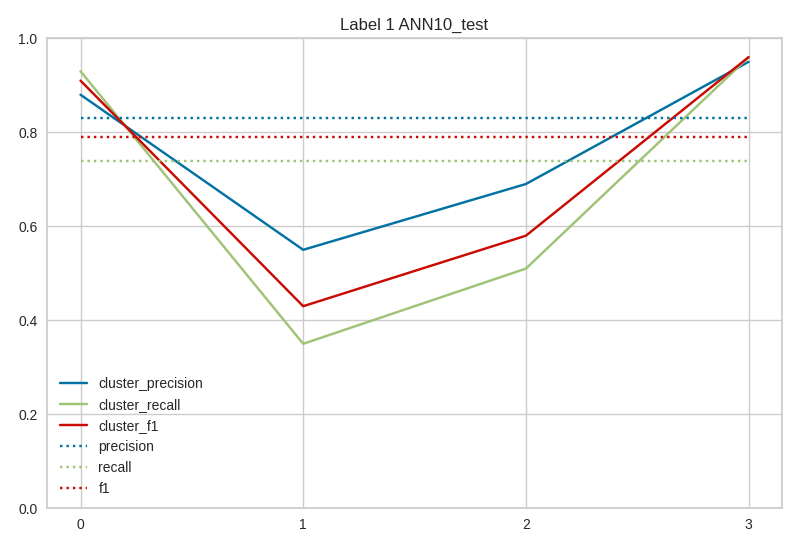 Label 1 ANN10_test
1.0
0.8
0.6
0.4
0.2
0.0
cluster_precision
cluster_recall
cluster_f1
precision
recall
f1
0 1 2 3